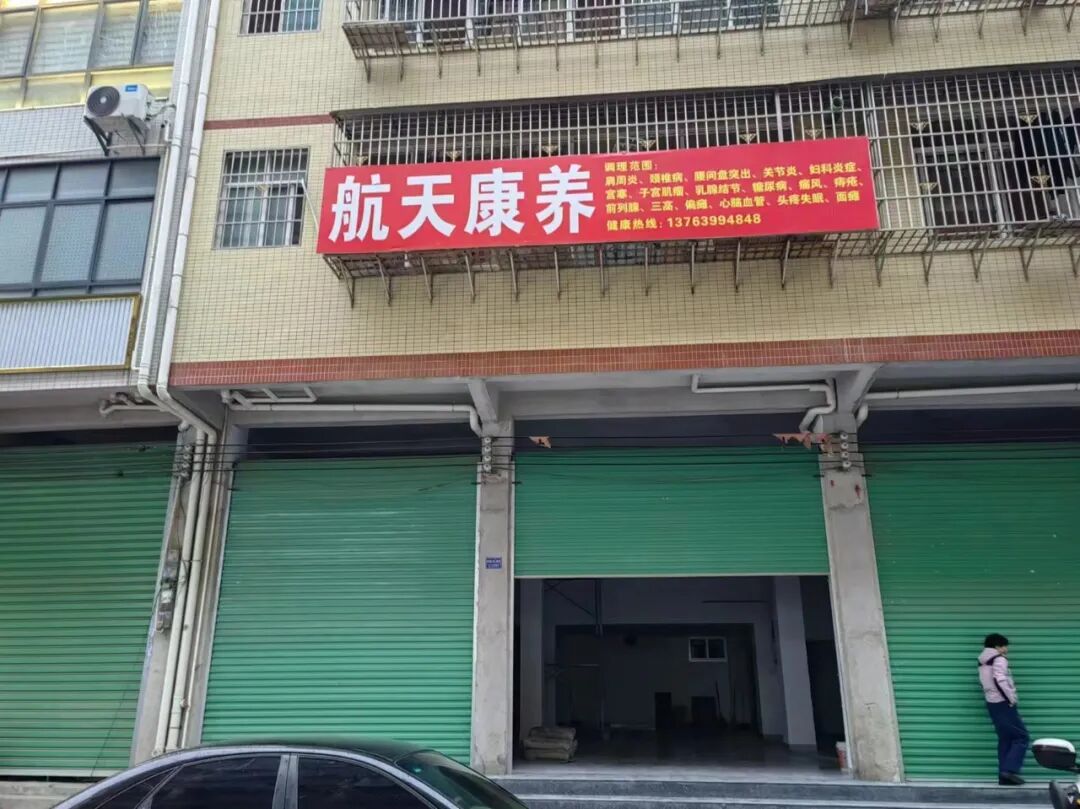 航天康养
调理范围：
肩周炎、颈椎病、腰间盘突出、关节炎、妇科炎症、
宫寒、子宫肌瘤、乳腺结节、糖尿病、痛风、痔疮、
前列腺、三高、偏瘫、心脑血管、头疼失眠、面瘫
健康热线：13763994848